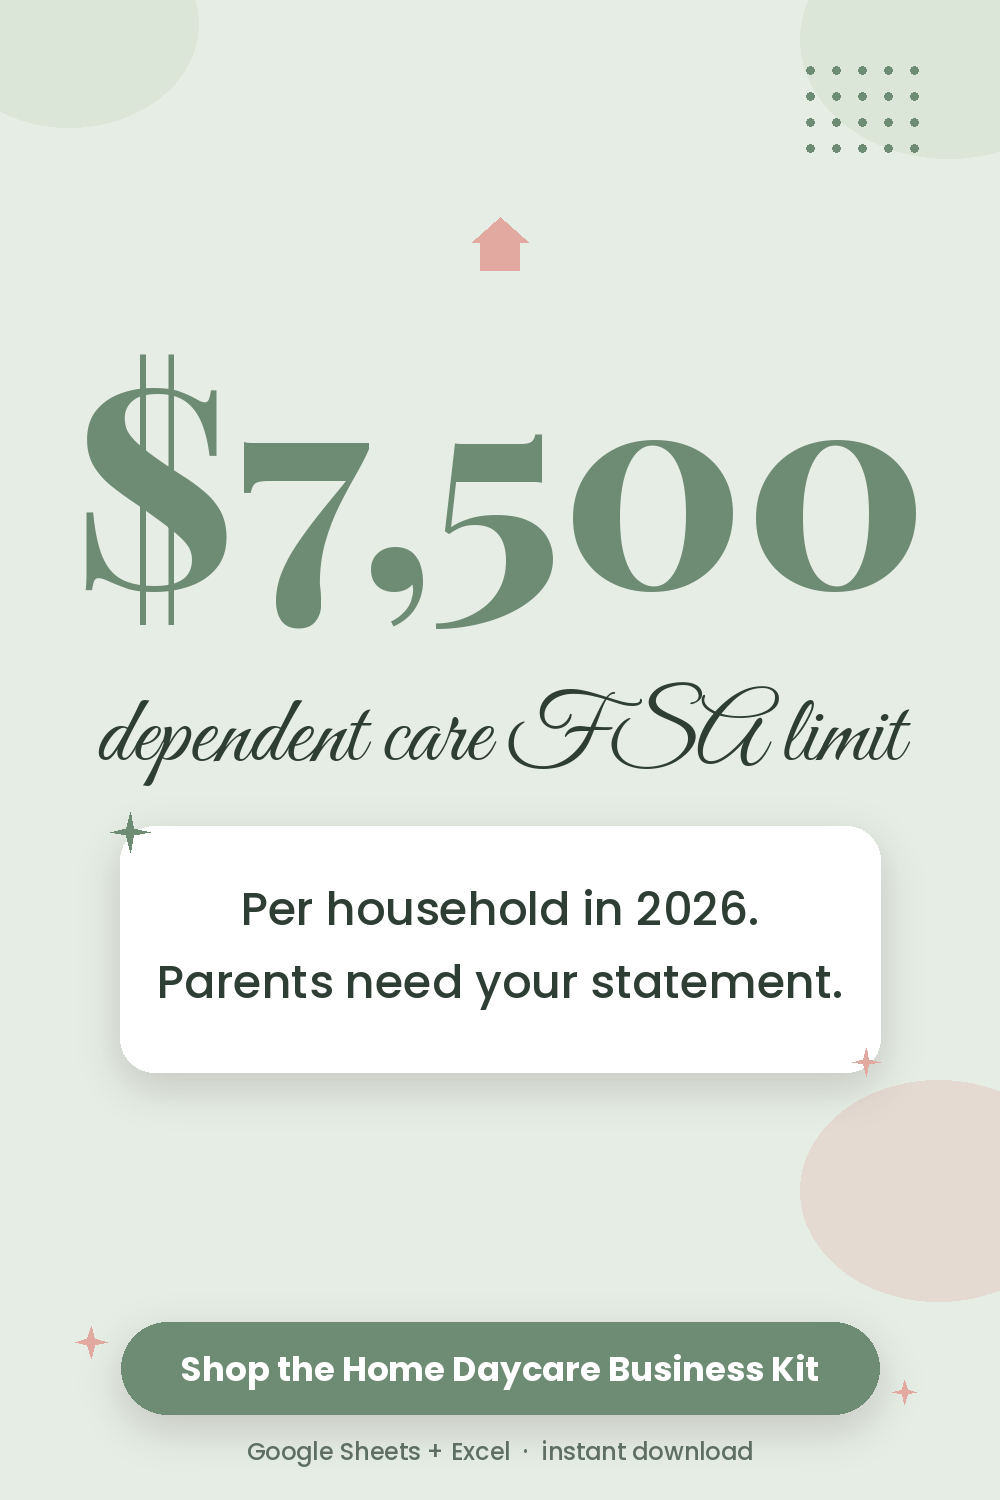 $7,500
dependent care FSA limit
Per household in 2026.
Parents need your statement.
Shop the Home Daycare Business Kit
Google Sheets + Excel · instant download